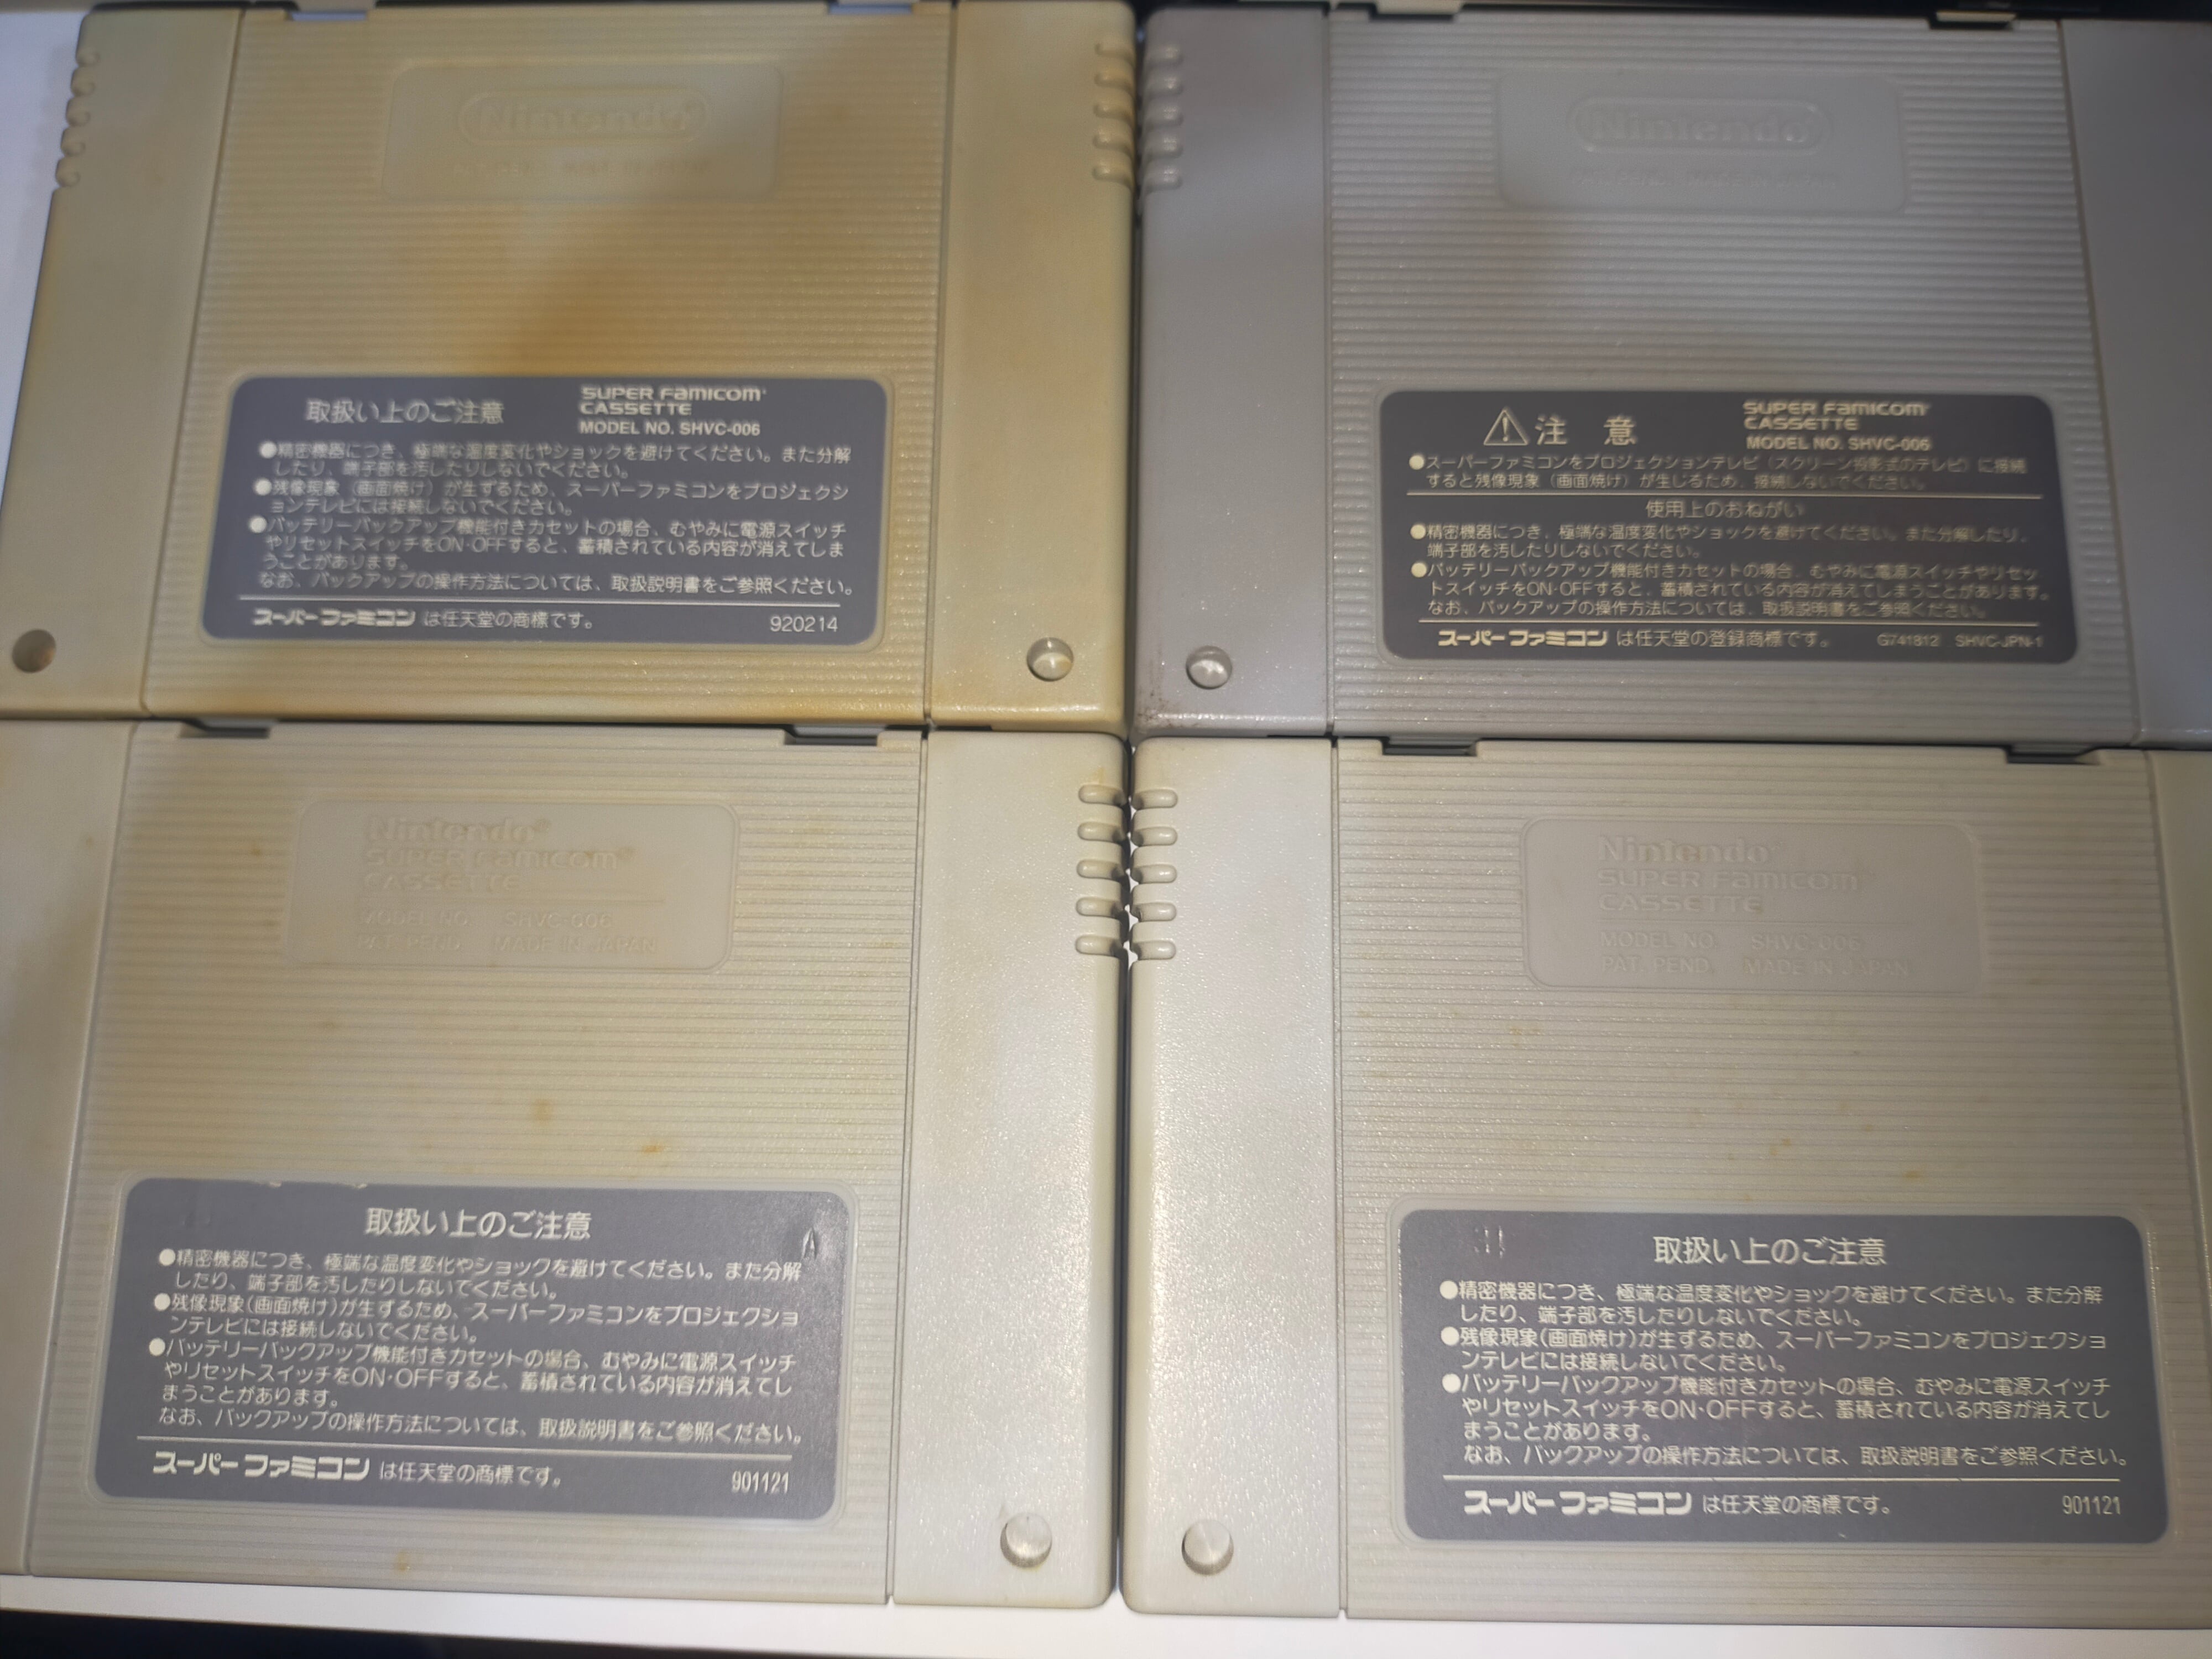 Nintendo®
PAT. PEND. MADE IN JAPAN
取扱い上のご注意
SUPER FAMICOM®
CASSETTE
MODEL NO. SHVC-006
●精密機器につき、極端な温度変化やショックを避けてください。また分解
したり、端子部を汚したりしないでください。
●残像現象（画面焼け）が生ずるため、スーパーファミコンをプロジェクシ
ョンテレビには接続しないでください。
●バッテリーバックアップ機能付きカセットの場合、むやみに電源スイッチ
やリセットスイッチをON・OFFすると、蓄積されている内容が消えてしま
うことがあります。
なお、バックアップの操作方法については、取扱説明書をご参照ください。
スーパーファミコン は任天堂の商標です。 920214
Nintendo®
PAT. PEND. MADE IN JAPAN
注 意
SUPER FAMICOM®
CASSETTE
MODEL NO. SHVC-006
●スーパーファミコンをプロジェクションテレビ（スクリーン投影式のテレビ）に接続
すると残像現象（画面焼け）が生じるため、接続しないでください。
使用上のおねがい
●精密機器につき、極端な温度変化やショックを避けてください。また分解したり、
端子部を汚したりしないでください。
●バッテリーバックアップ機能付きカセットの場合、むやみに電源スイッチやリセッ
トスイッチをON・OFFすると、蓄積されている内容が消えてしまうことがあります。
なお、バックアップの操作方法については、取扱説明書をご参照ください。
スーパーファミコン は任天堂の登録商標です。 G741812 SHVC-JPN-1
Nintendo®
SUPER FAMICOM®
CASSETTE
MODEL NO. SHVC-006
PAT. PEND. MADE IN JAPAN
取扱い上のご注意
A
●精密機器につき、極端な温度変化やショックを避けてください。また分解
したり、端子部を汚したりしないでください。
●残像現象(画面焼け)が生ずるため、スーパーファミコンをプロジェクショ
ンテレビには接続しないでください。
●バッテリーバックアップ機能付きカセットの場合、むやみに電源スイッチ
やリセットスイッチをON・OFFすると、蓄積されている内容が消えてし
まうことがあります。
なお、バックアップの操作方法については、取扱説明書をご参照ください。
スーパーファミコン は任天堂の商標です。 901121
Nintendo®
SUPER FAMICOM
CASSETTE
MODEL NO. SHVC-006
PAT. PEND. MADE IN JAPAN
取扱い上のご注意
●精密機器につき、極端な温度変化やショックを避けてください。また分解
したり、端子部を汚したりしないでください。
●残像現象(画面焼け)が生ずるため、スーパーファミコンをプロジェクショ
ンテレビには接続しないでください。
●バッテリーバックアップ機能付きカセットの場合、むやみに電源スイッチ
やリセットスイッチをON・OFFすると、蓄積されている内容が消えてし
まうことがあります。
なお、バックアップの操作方法については、取扱説明書をご参照ください。
スーパーファミコン は任天堂の商標です。 901121